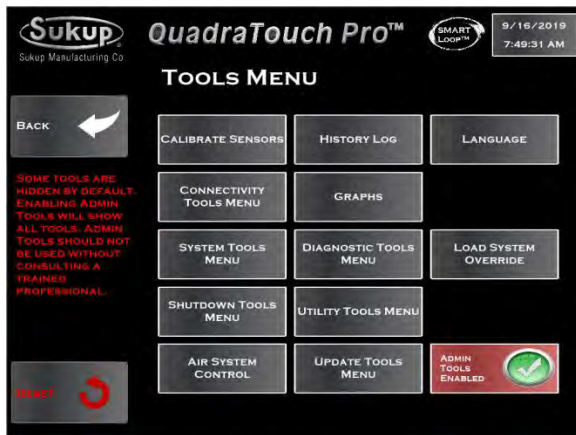 Sukup
Sukup Manufacturing Co
QuadraTouch Pro™
SMART
LOOP™
9/16/2019
7:49:31 AM
TOOLS MENU
BACK
SOME TOOLS ARE
HIDDEN BY DEFAULT.
ENABLING ADMIN
TOOLS WILL SHOW
ALL TOOLS. ADMIN
TOOLS SHOULD NOT
BE USED WITHOUT
CONSULTING A
TRAINED
PROFESSIONAL.
RESET
CALIBRATE SENSORS
HISTORY LOG
LANGUAGE
CONNECTIVITY
TOOLS MENU
GRAPHS
SYSTEM TOOLS
MENU
DIAGNOSTIC TOOLS
MENU
LOAD SYSTEM
OVERRIDE
SHUTDOWN TOOLS
MENU
UTILITY TOOLS MENU
AIR SYSTEM
CONTROL
UPDATE TOOLS
MENU
ADMIN
TOOLS
ENABLED